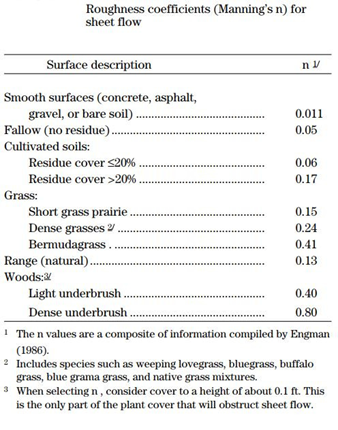 Roughness coefficients (Manning's n) for
sheet flow
Surface description n 1/
Smooth surfaces (concrete, asphalt,
gravel, or bare soil) .......................................... 0.011
Fallow (no residue).................................................. 0.05
Cultivated soils:
Residue cover ≤20% ......................................... 0.06
Residue cover >20% ......................................... 0.17
Grass:
Short grass prairie ............................................ 0.15
Dense grasses 2/ ................................................ 0.24
Bermudagrass . ................................................. 0.41
Range (natural)......................................................... 0.13
Woods:3/
Light underbrush .............................................. 0.40
Dense underbrush ............................................ 0.80
1 The n values are a composite of information compiled by Engman
(1986).
2 Includes species such as weeping lovegrass, bluegrass, buffalo
grass, blue grama grass, and native grass mixtures.
3 When selecting n , consider cover to a height of about 0.1 ft. This
is the only part of the plant cover that will obstruct sheet flow.